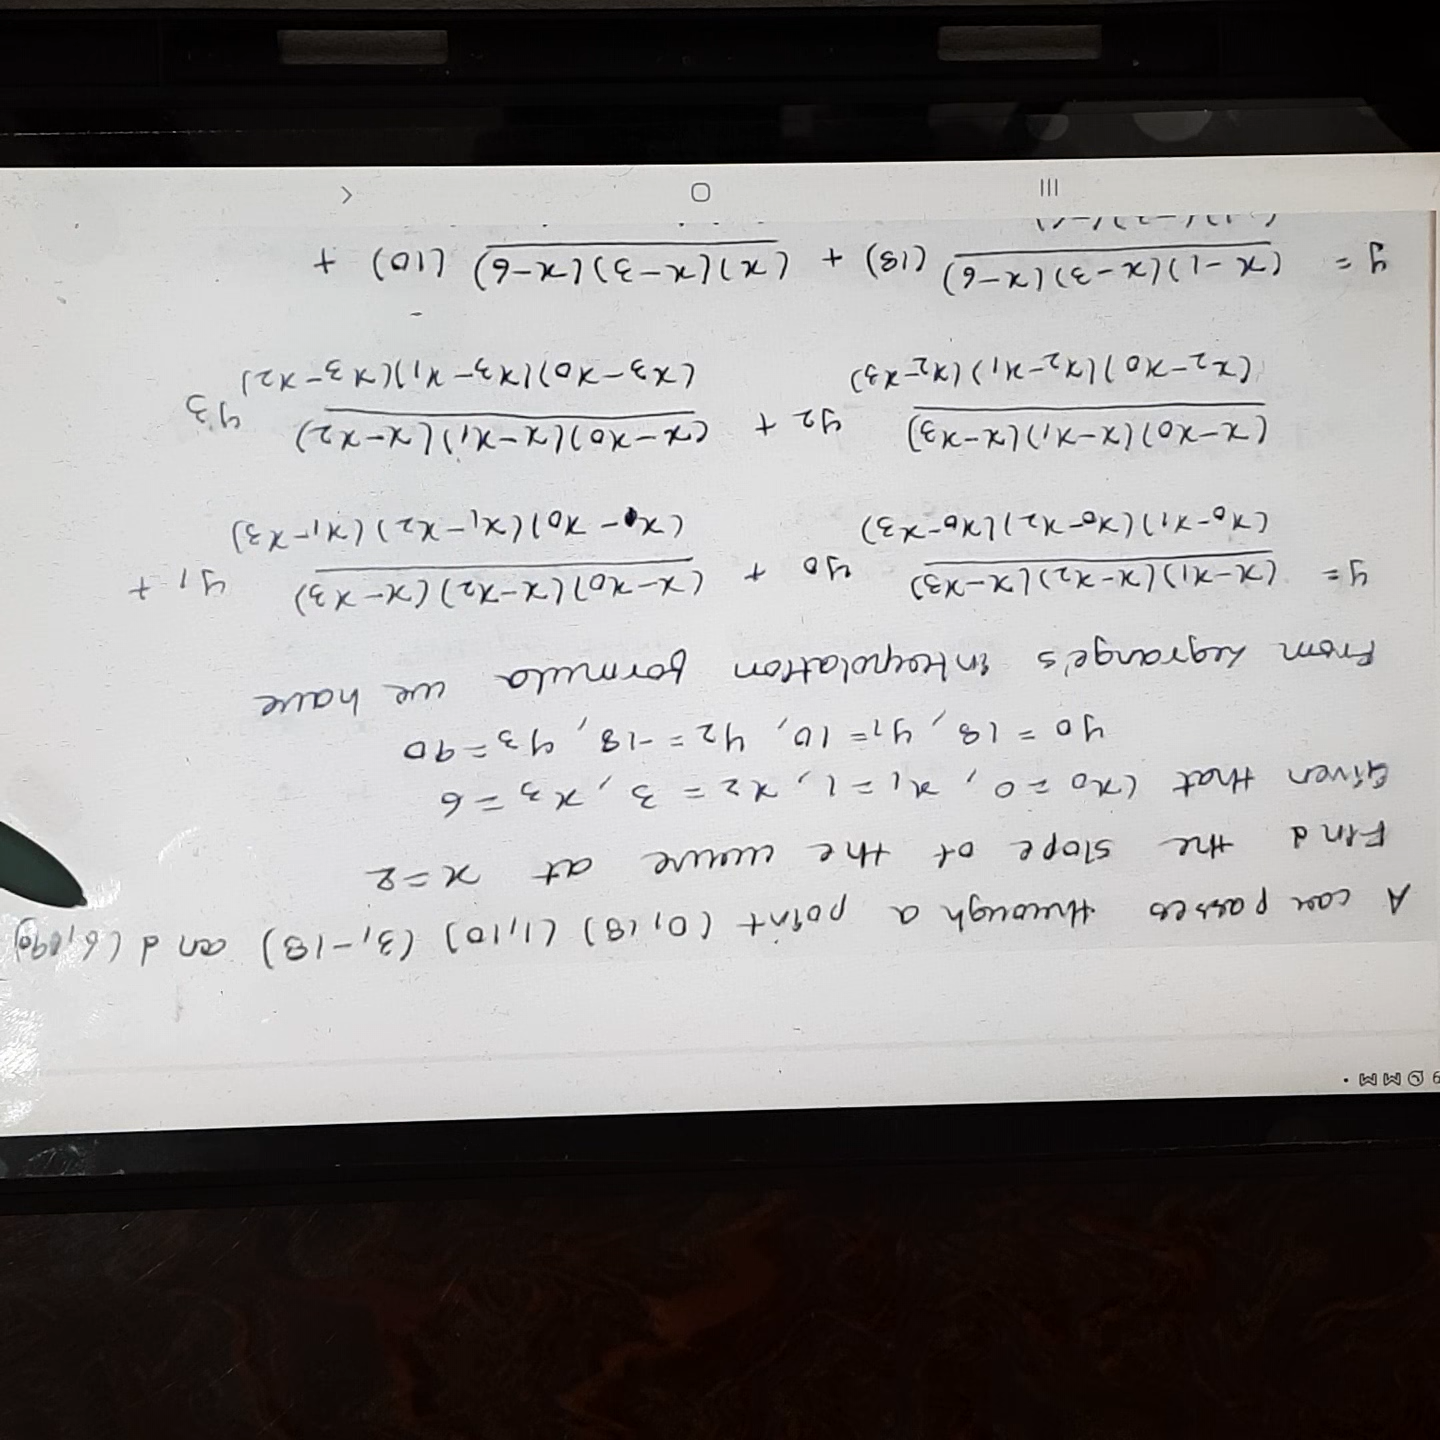 A cur passes through a point (0,18) (1,10) (3,-18) and (6,90)
Find the slope of the curve at x=2
Given that (x0=0, x1=1, x2=3, x3=6
y0=18, y1=10, y2=-18, y3=90
From Legrange's interpolation formula we have
y= (x-x1)(x-x2)(x-x3) / (x0-x1)(x0-x2)(x0-x3) y0 + (x-x0)(x-x2)(x-x3) / (x-x0)(x1-x2)(x1-x3) y1 +
(x-x0)(x-x1)(x-x3) / (x2-x0)(x2-x1)(x2-x3) y2 + (x-x0)(x-x1)(x-x2) / (x3-x0)(x3-x1)(x3-x2) y3
y = (x-1)(x-3)(x-6) (18) + (x)(x-3)(x-6) (10) +